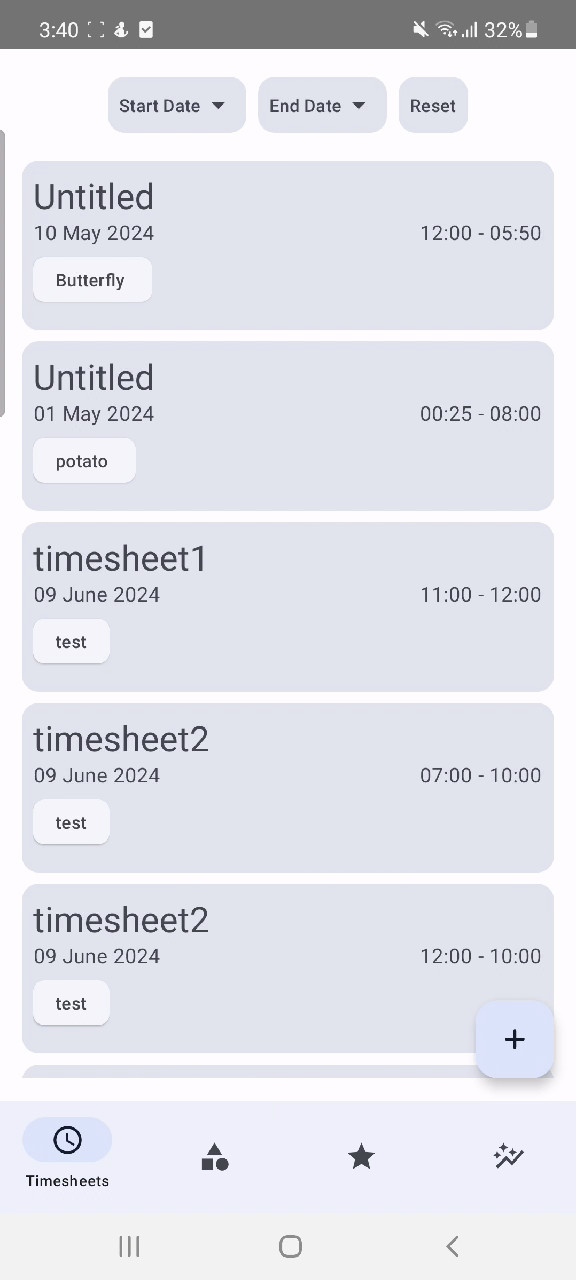 3:40 32%
Start Date End Date Reset
Untitled
10 May 2024 12:00 - 05:50
Butterfly
Untitled
01 May 2024 00:25 - 08:00
potato
timesheet1
09 June 2024 11:00 - 12:00
test
timesheet2
09 June 2024 07:00 - 10:00
test
timesheet2
09 June 2024 12:00 - 10:00
test
+
Timesheets